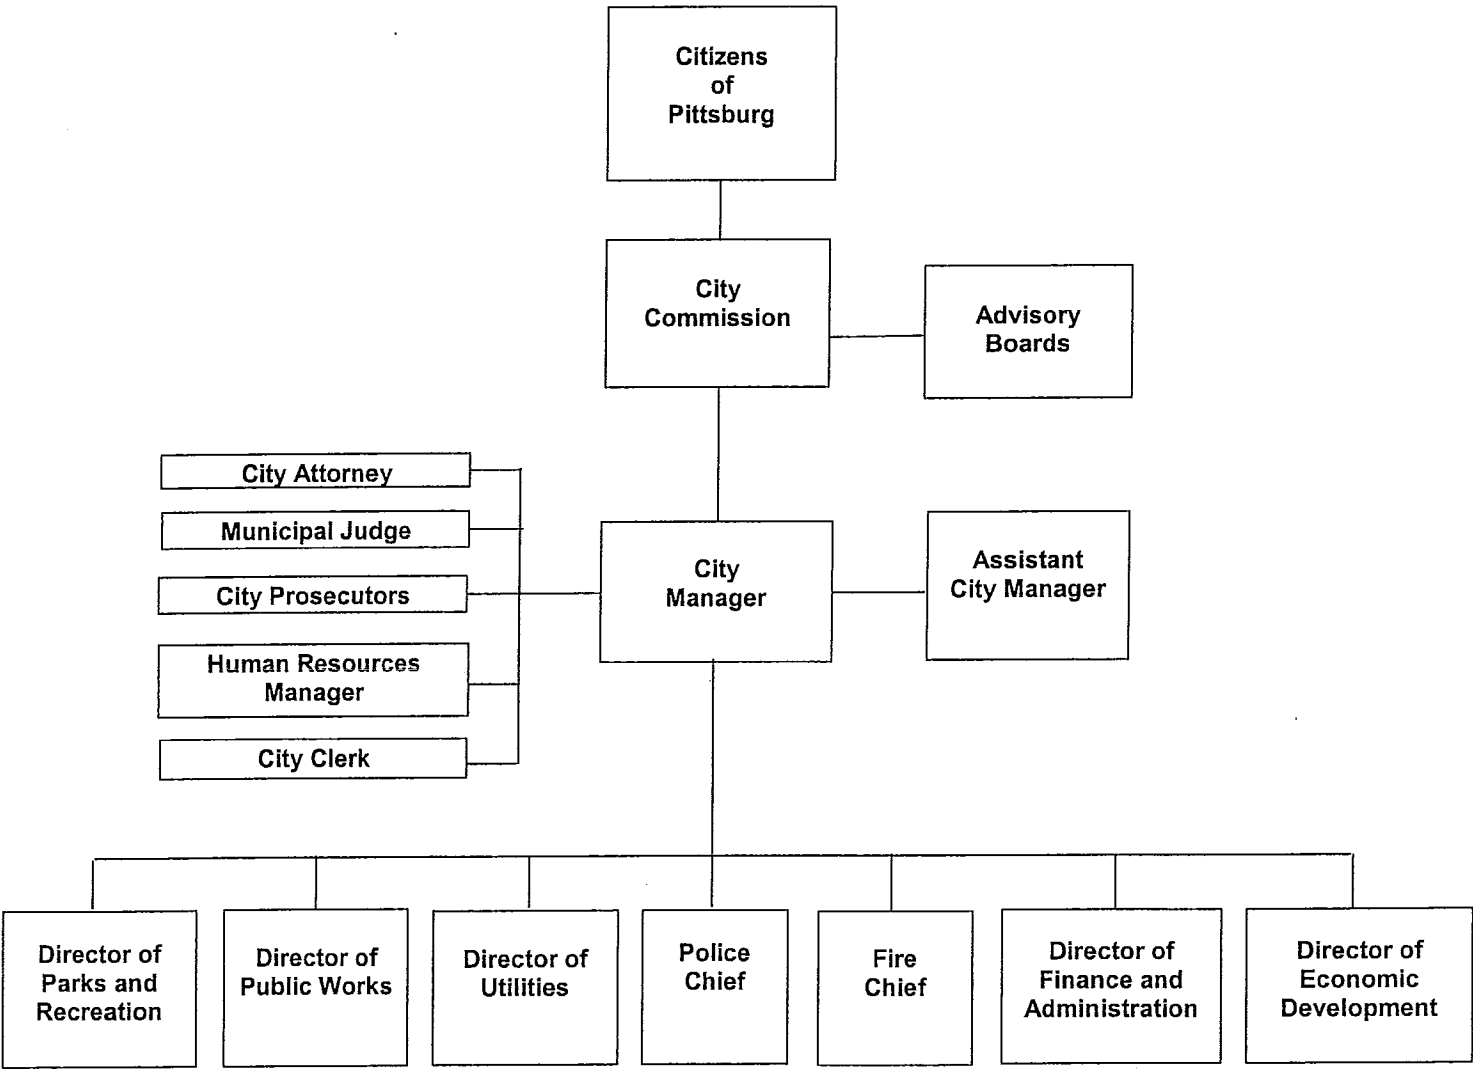 Citizens
of
Pittsburg
City
Commission
Advisory
Boards
City Attorney
Municipal Judge
City Prosecutors
Human Resources
Manager
City Clerk
City
Manager
Assistant
City Manager
Director of
Parks and
Recreation
Director of
Public Works
Director of
Utilities
Police
Chief
Fire
Chief
Director of
Finance and
Administration
Director of
Economic
Development